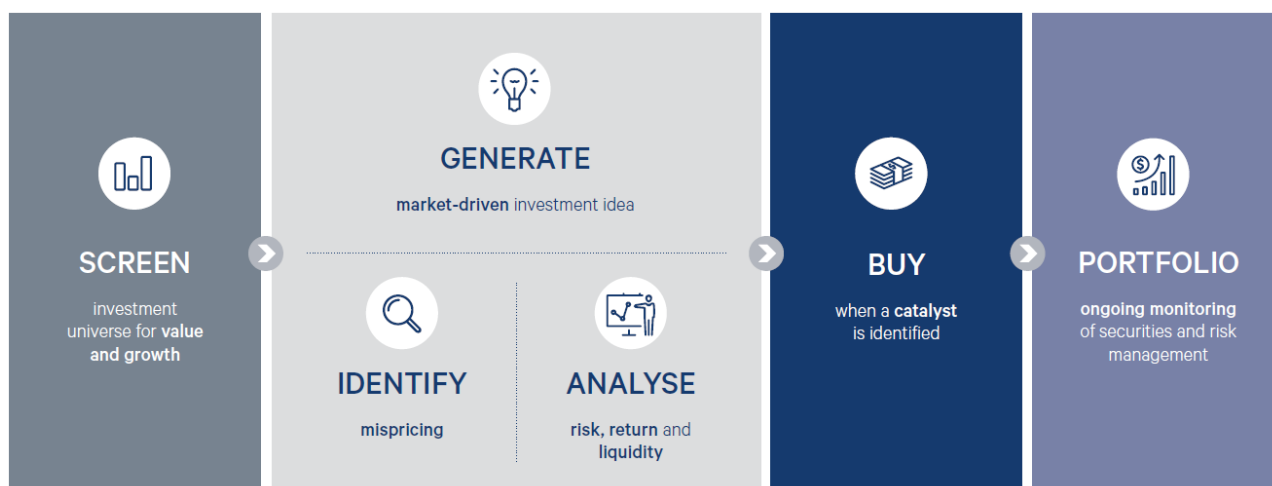 SCREEN
investment
universe for value
and growth
GENERATE
market-driven investment idea
IDENTIFY
mispricing
ANALYSE
risk, return and
liquidity
BUY
when a catalyst
is identified
PORTFOLIO
ongoing monitoring
of securities and risk
management